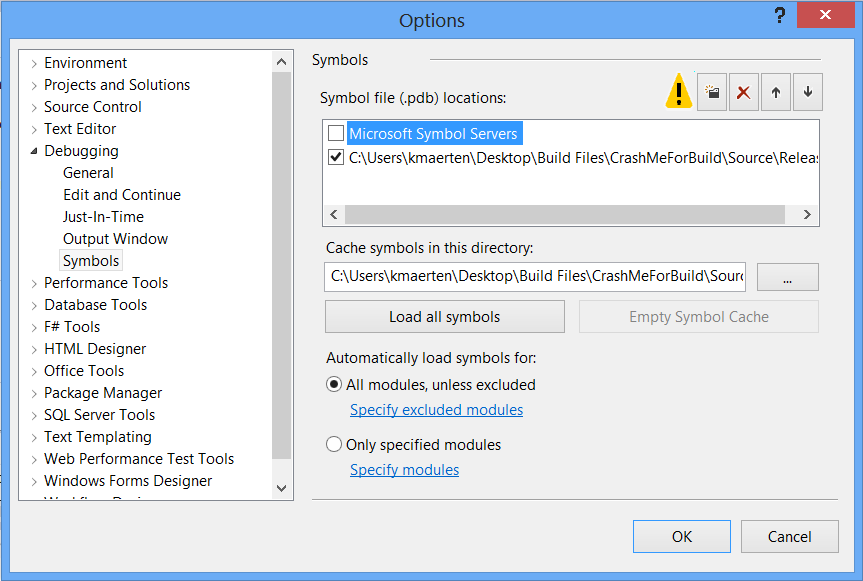 Options
Environment
Projects and Solutions
Source Control
Text Editor
Debugging
General
Edit and Continue
Just-In-Time
Output Window
Symbols
Performance Tools
Database Tools
F# Tools
HTML Designer
Office Tools
Package Manager
SQL Server Tools
Text Templating
Web Performance Test Tools
Windows Forms Designer
Symbols
Symbol file (.pdb) locations:
Microsoft Symbol Servers
C:\Users\kmaerten\Desktop\Build Files\CrashMeForBuild\Source\Releas
Cache symbols in this directory:
C:\Users\kmaerten\Desktop\Build Files\CrashMeForBuild\Sourc
...
Load all symbols
Empty Symbol Cache
Automatically load symbols for:
All modules, unless excluded
Specify excluded modules
Only specified modules
Specify modules
OK
Cancel